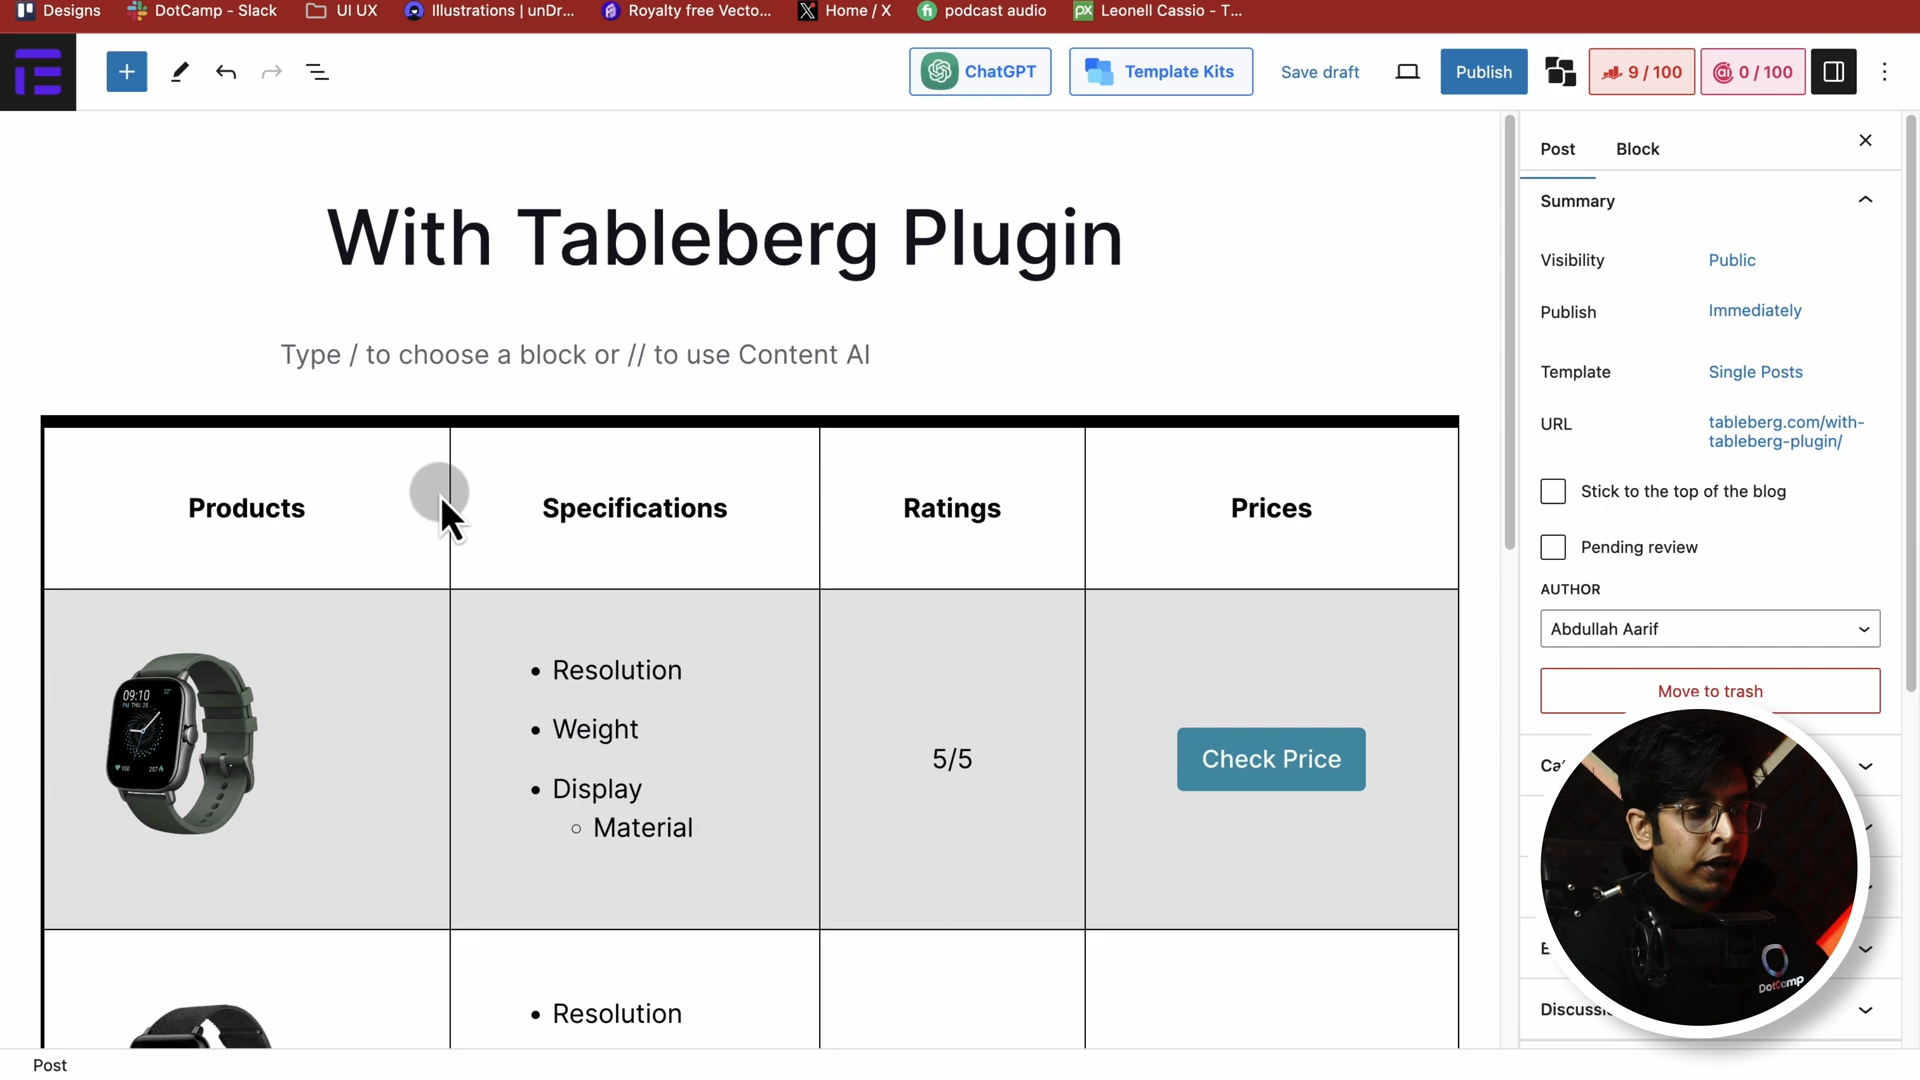 Designs
DotCamp - Slack
UI UX
Illustrations | unDr...
Royalty free Vecto...
Home / X
podcast audio
Leonell Cassio - T...
ChatGPT
Template Kits
Save draft
Publish
9 / 100
0 / 100
With Tableberg Plugin
Type / to choose a block or // to use Content AI
Products
Specifications
Ratings
Prices
09:10
• Resolution
• Weight
• Display
○ Material
5/5
Check Price
• Resolution
Post
Block
Summary
Visibility
Public
Publish
Immediately
Template
Single Posts
URL
tableberg.com/with-
tableberg-plugin/
Stick to the top of the blog
Pending review
AUTHOR
Abdullah Aarif
Move to trash
DotCamp
Post